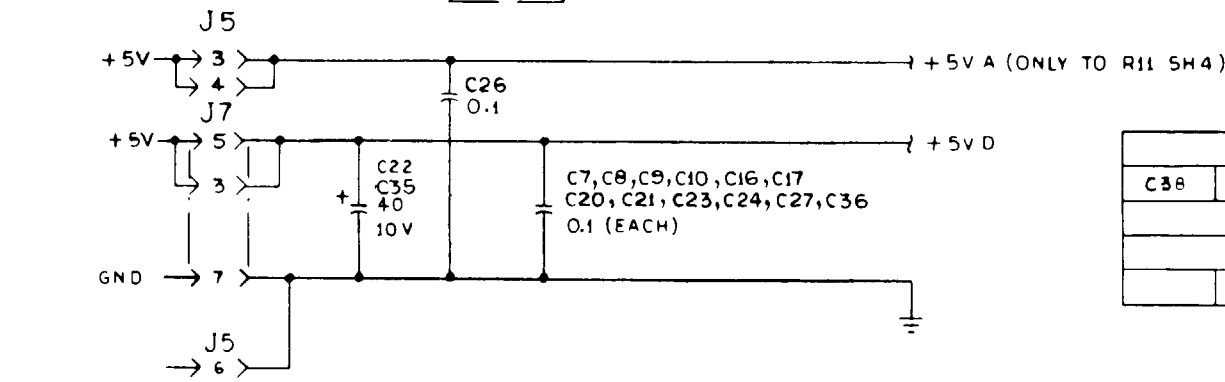 J5
+5V 3
4
+5V A (ONLY TO R11 SH4)
C26
0.1
J7
+5V 5
3
+5V D
C22
C35
+ 40
10V
C7, C8, C9, C10, C16, C17
C20, C21, C23, C24, C27, C36
0.1 (EACH)
C38
GND 7
J5
6